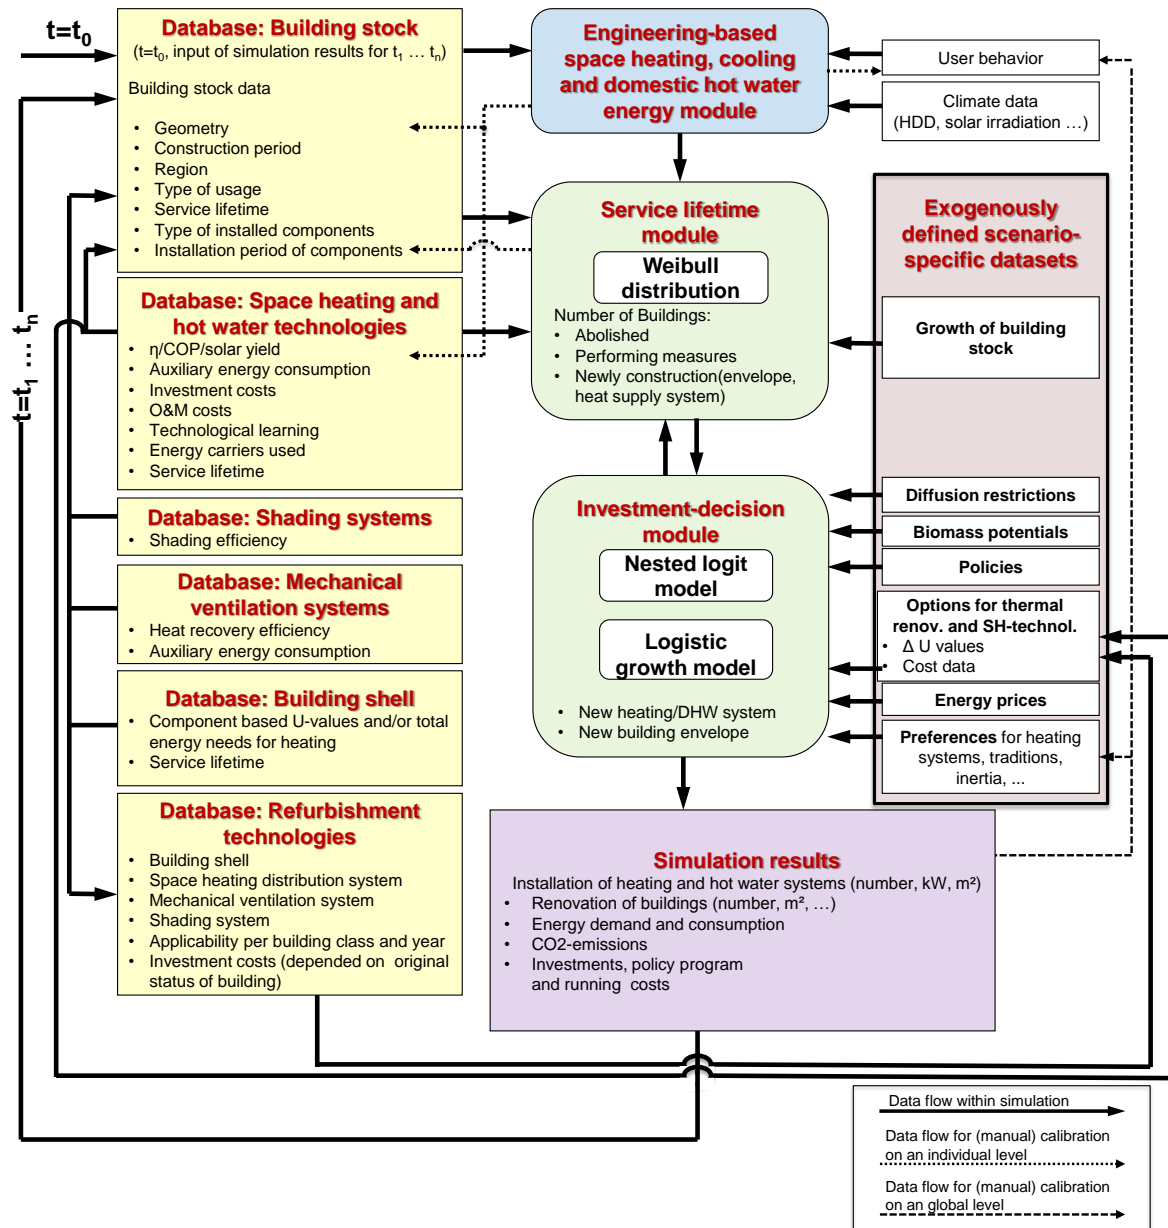 t=t0
t=t1 ... tn
Database: Building stock
(t=t0, input of simulation results for t1 … tn)
Building stock data
• Geometry
• Construction period
• Region
• Type of usage
• Service lifetime
• Type of installed components
• Installation period of components
Database: Space heating and
hot water technologies
• η/COP/solar yield
• Auxiliary energy consumption
• Investment costs
• O&M costs
• Technological learning
• Energy carriers used
• Service lifetime
Database: Shading systems
• Shading efficiency
Database: Mechanical
ventilation systems
• Heat recovery efficiency
• Auxiliary energy consumption
Database: Building shell
• Component based U-values and/or total
energy needs for heating
• Service lifetime
Database: Refurbishment
technologies
• Building shell
• Space heating distribution system
• Mechanical ventilation system
• Shading system
• Applicability per building class and year
• Investment costs (depended on original
status of building)
Engineering-based
space heating, cooling
and domestic hot water
energy module
Service lifetime
module
Weibull
distribution
Number of Buildings:
• Abolished
• Performing measures
• Newly construction(envelope,
heat supply system)
Investment-decision
module
Nested logit
model
Logistic
growth model
• New heating/DHW system
• New building envelope
Simulation results
Installation of heating and hot water systems (number, kW, m²)
• Renovation of buildings (number, m², …)
• Energy demand and consumption
• CO2-emissions
• Investments, policy program
and running costs
User behavior
Climate data
(HDD, solar irradiation …)
Exogenously
defined scenario-
specific datasets
Growth of building
stock
Diffusion restrictions
Biomass potentials
Policies
Options for thermal
renov. and SH-technol.
• Δ U values
• Cost data
Energy prices
Preferences for heating
systems, traditions,
inertia, ...
Data flow within simulation
Data flow for (manual) calibration
on an individual level
Data flow for (manual) calibration
on an global level